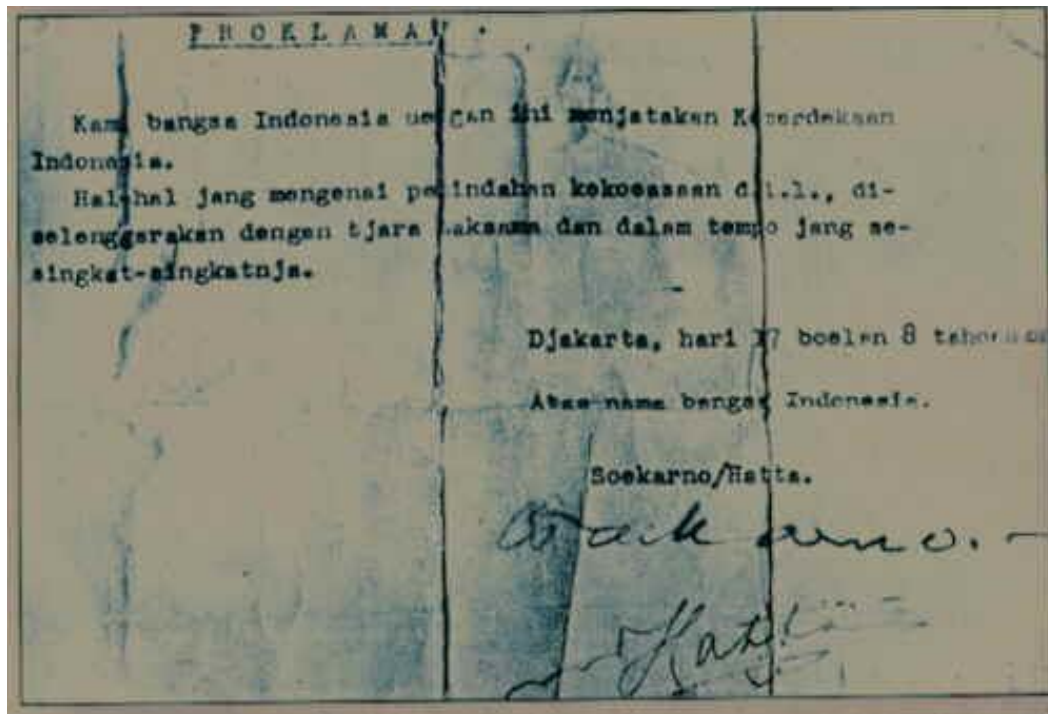 P R O K L A M A S I .
Kami bangsa Indonesia dengan ini menjatakan Kemerdekaan
Indonesia.
Hal-hal jang mengenai pemindahan kekoeasaan d.l.l., di-
selenggarakan dengan tjara saksama dan dalam tempo jang se-
singkat-singkatnja.
Djakarta, hari 17 boelan 8 tahoen
Atas nama bangsa Indonesia.
Soekarno/Hatta.
Soekarno.
Hatta